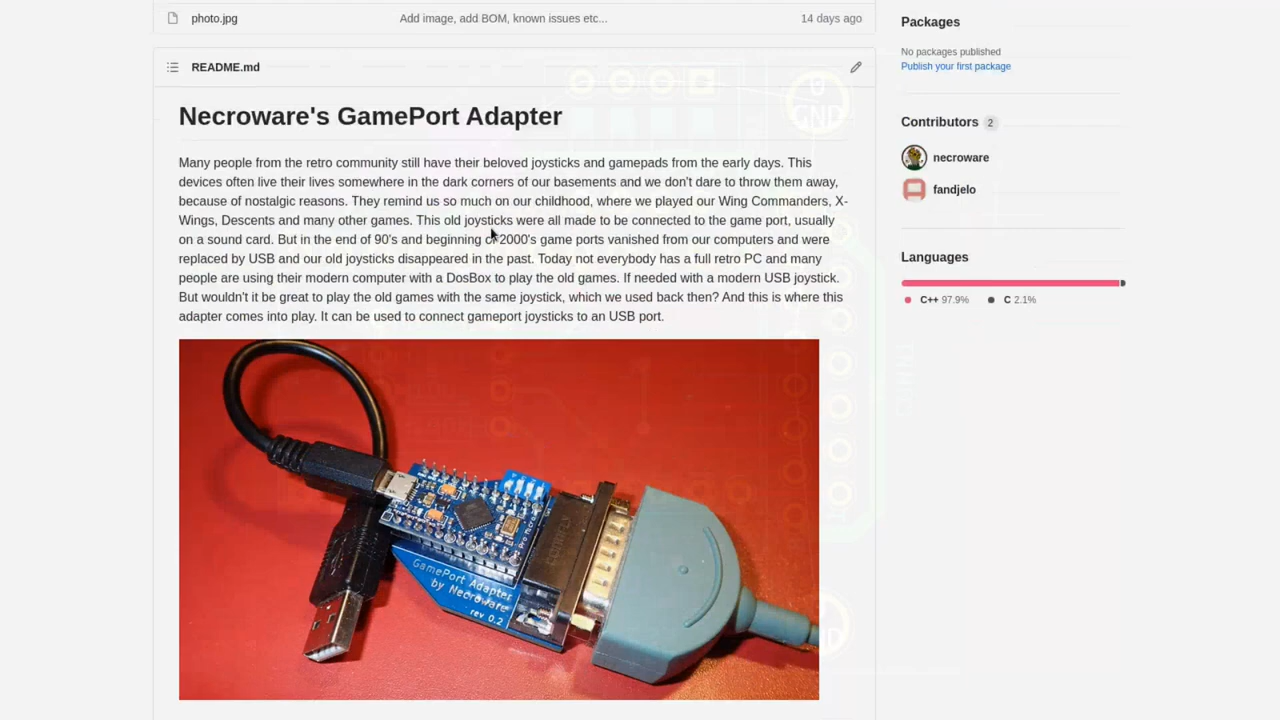 photo.jpg
Add image, add BOM, known issues etc...
14 days ago
README.md
Necroware's GamePort Adapter
Many people from the retro community still have their beloved joysticks and gamepads from the early days. This
devices often live their lives somewhere in the dark corners of our basements and we don't dare to throw them away,
because of nostalgic reasons. They remind us so much on our childhood, where we played our Wing Commanders, X-
Wings, Descents and many other games. This old joysticks were all made to be connected to the game port, usually
on a sound card. But in the end of 90's and beginning of 2000's game ports vanished from our computers and were
replaced by USB and our old joysticks disappeared in the past. Today not everybody has a full retro PC and many
people are using their modern computer with a DosBox to play the old games. If needed with a modern USB joystick.
But wouldn't it be great to play the old games with the same joystick, which we used back then? And this is where this
adapter comes into play. It can be used to connect gameport joysticks to an USB port.
GamePort Adapter
by Necroware
rev 0.2
Packages
No packages published
Publish your first package
Contributors 2
necroware
fandjelo
Languages
C++ 97.9%
C 2.1%
GND
GND